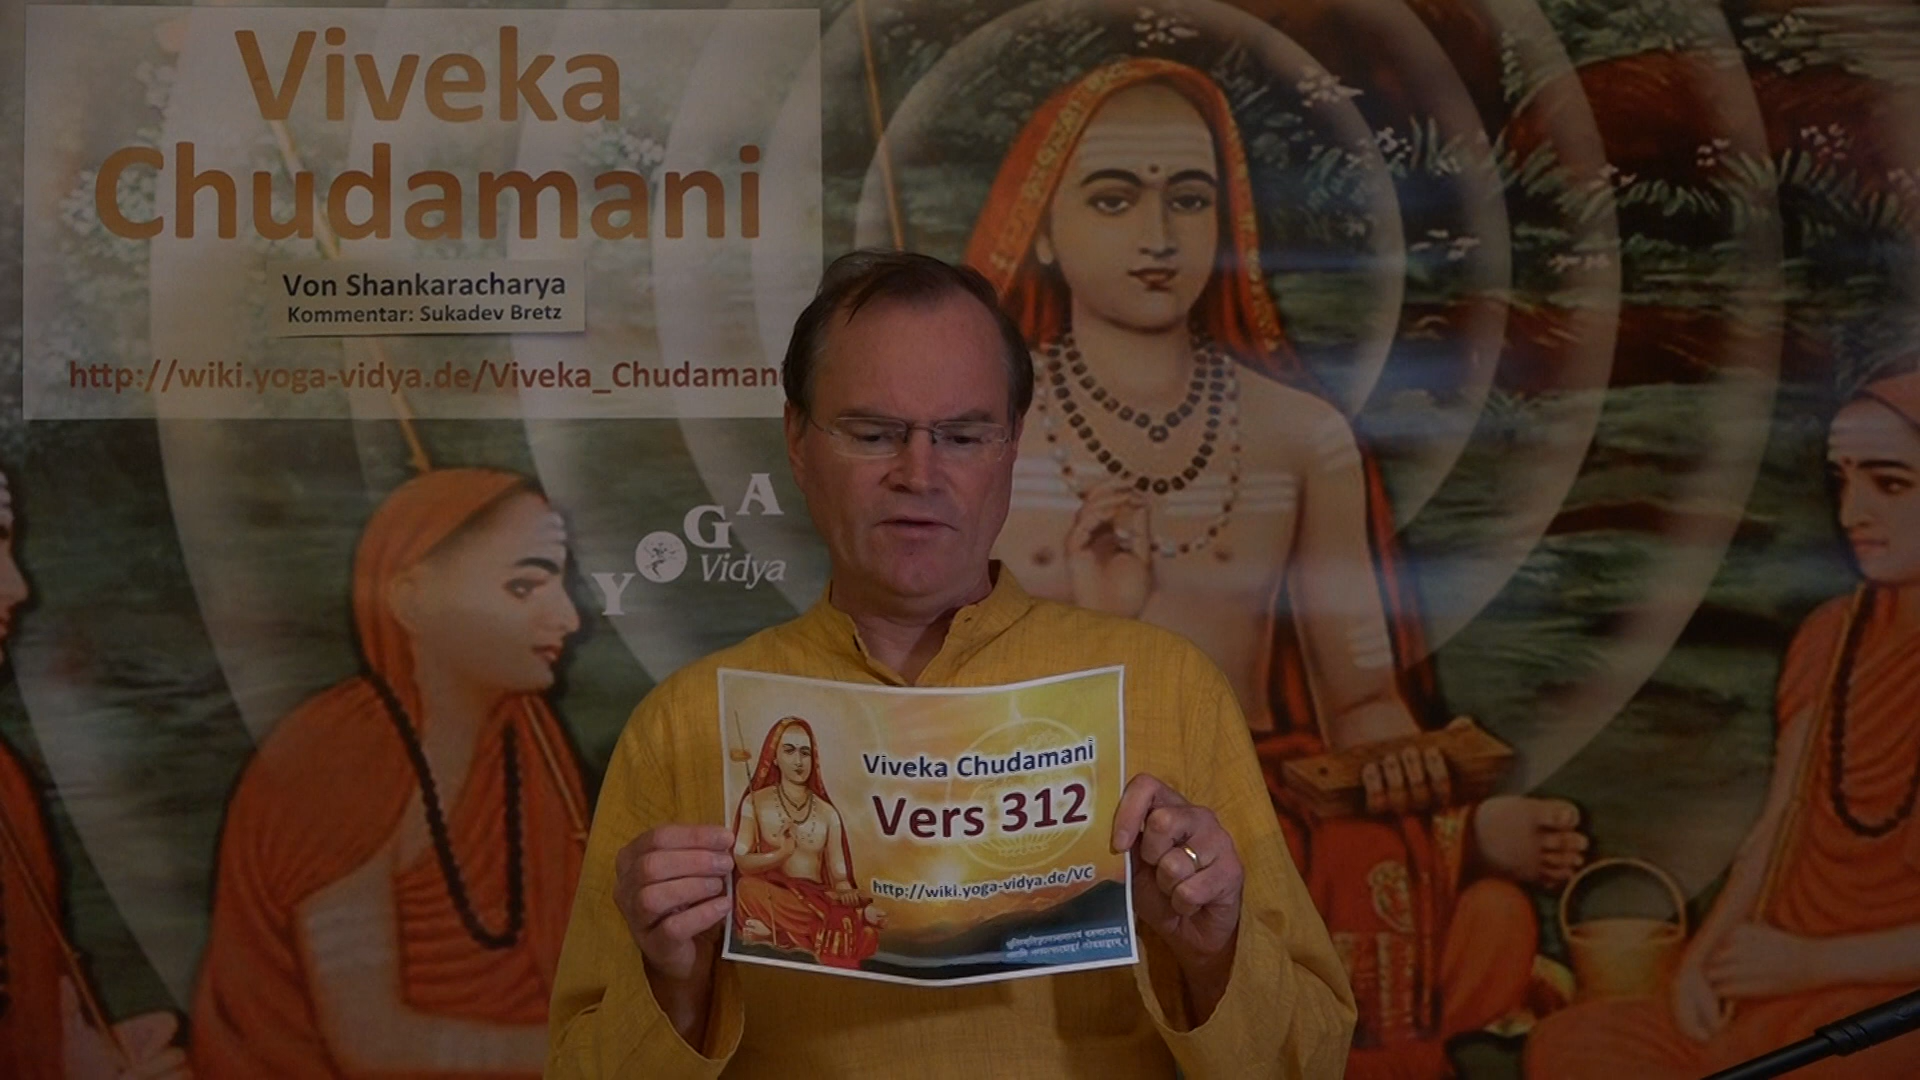 Viveka
Chudamani
Von Shankaracharya
Kommentar: Sukadev Bretz
http://wiki.yoga-vidya.de/Viveka_Chudaman
YOGA
Vidya
Viveka Chudamani
Vers 312
http://wiki.yoga-vidya.de/VC